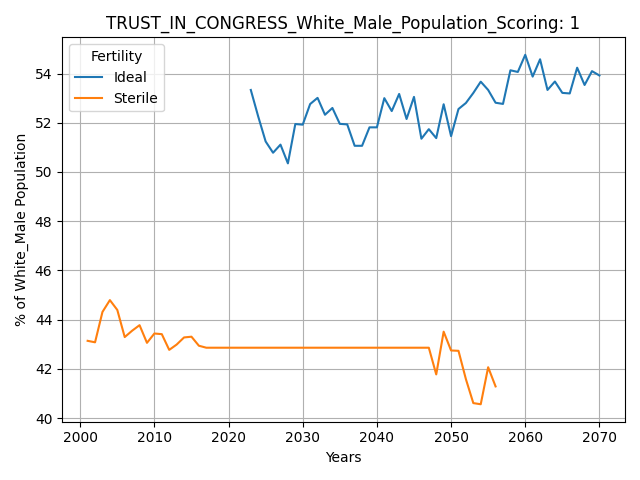 TRUST_IN_CONGRESS_White_Male_Population_Scoring: 1
Fertility
Ideal
Sterile
% of White_Male Population
54
52
50
48
46
44
42
40
2000
2010
2020
2030
2040
2050
2060
2070
Years